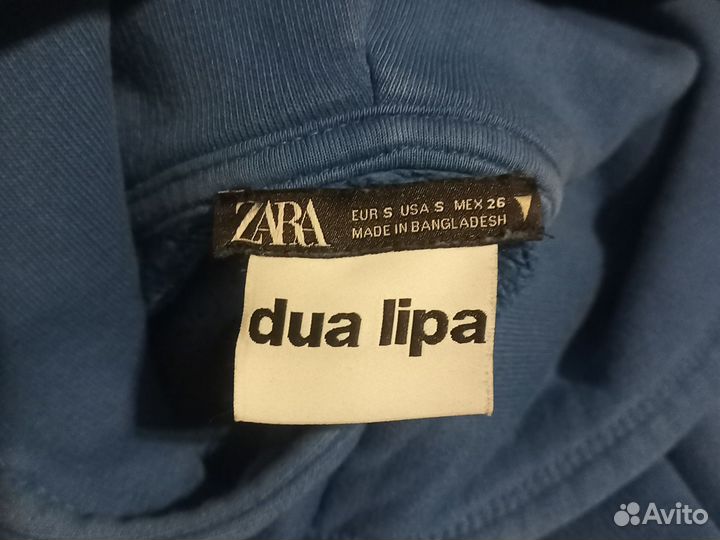 ZARA
EUR S USA S MEX 26
MADE IN BANGLADESH
dua lipa
Avito